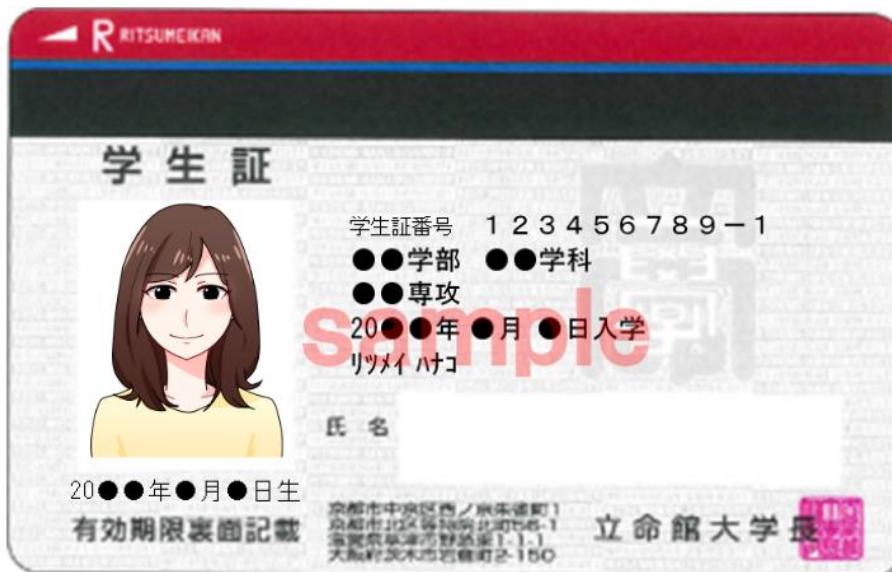 RITSUMEIKAN
学生証
学生証番号 123456789-1
●●学部 ●●学科
●●専攻
20●●年●月●日入学
sample
リツメイ ハナコ
氏名
20●●年●月●日生
有効期限裏面記載
京都市中京区西ノ京朱雀町1
京都市北区等持院北町56-1
滋賀県草津市野路東1-1-1
大阪府茨木市岩倉町2-150
立命館大学長